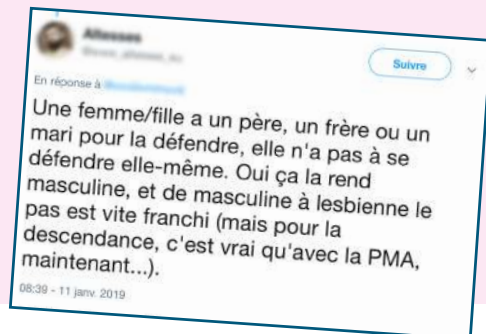 Suivre
En réponse à
Une femme/fille a un père, un frère ou un
mari pour la défendre, elle n'a pas à se
défendre elle-même. Oui ça la rend
masculine, et de masculine à lesbienne le
pas est vite franchi (mais pour la
descendance, c'est vrai qu'avec la PMA,
maintenant...).
08:39 - 11 janv. 2019